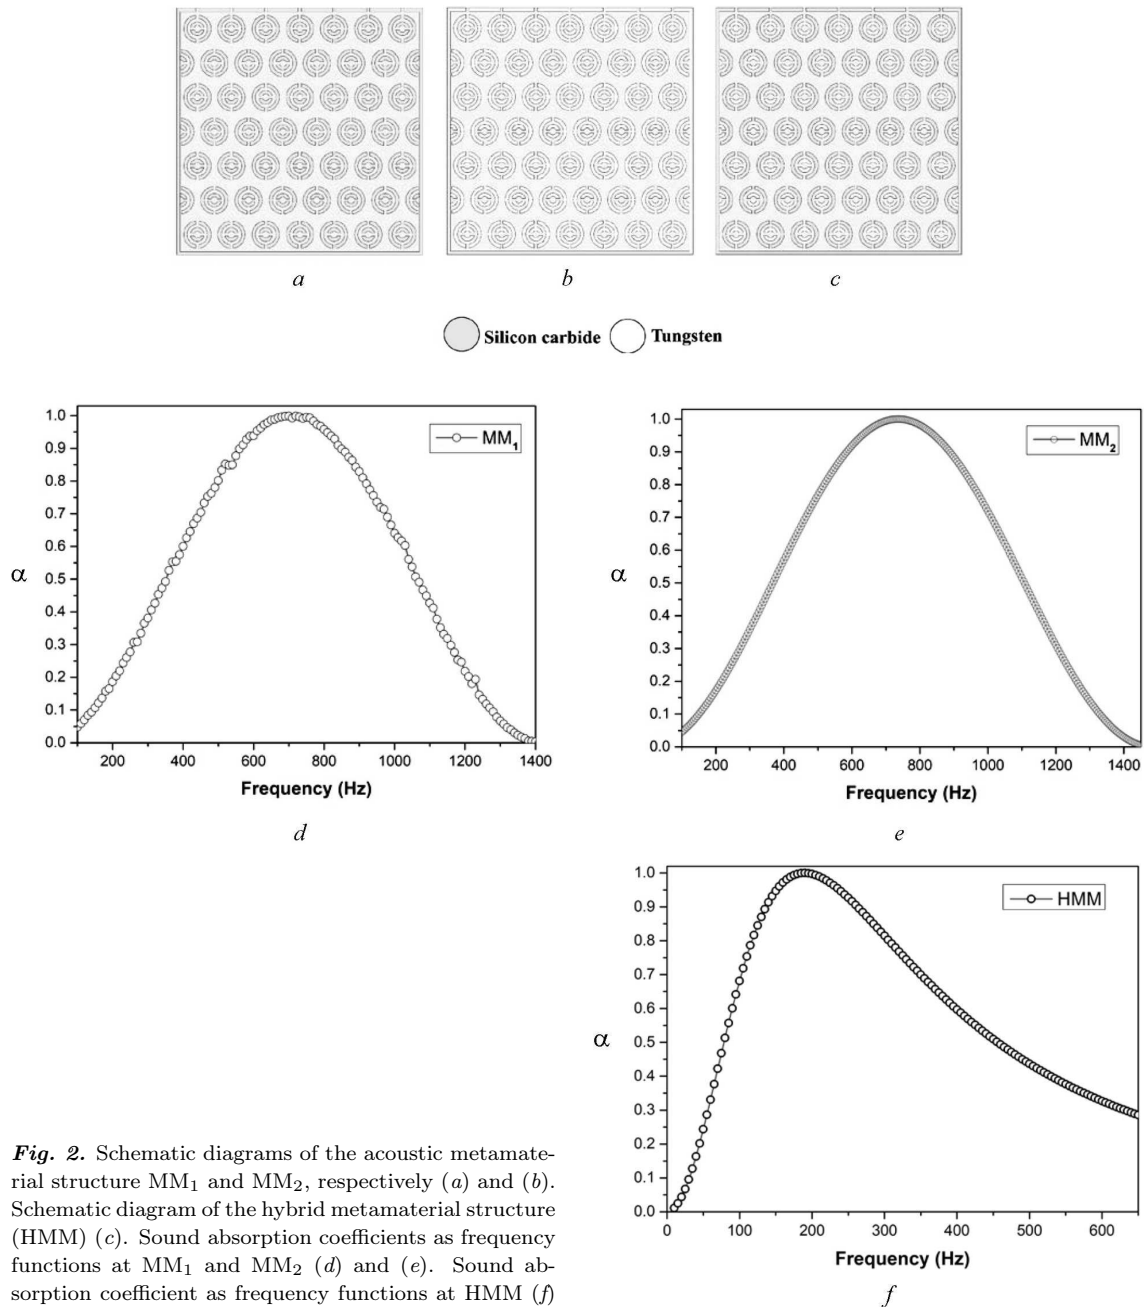 a b c
Silicon carbide Tungsten
1.0
0.9
0.8
0.7
0.6
α 0.5
0.4
0.3
0.2
0.1
0.0
MM₁
200 400 600 800 1000 1200 1400
Frequency (Hz)
d
1.0
0.9
0.8
0.7
0.6
α 0.5
0.4
0.3
0.2
0.1
0.0
MM₂
200 400 600 800 1000 1200 1400
Frequency (Hz)
e
1.0
0.9
0.8
0.7
0.6
α 0.5
0.4
0.3
0.2
0.1
0.0
HMM
0 100 200 300 400 500 600
Frequency (Hz)
f
Fig. 2. Schematic diagrams of the acoustic metamate-
rial structure MM₁ and MM₂, respectively (a) and (b).
Schematic diagram of the hybrid metamaterial structure
(HMM) (c). Sound absorption coefficients as frequency
functions at MM₁ and MM₂ (d) and (e). Sound ab-
sorption coefficient as frequency functions at HMM (f)